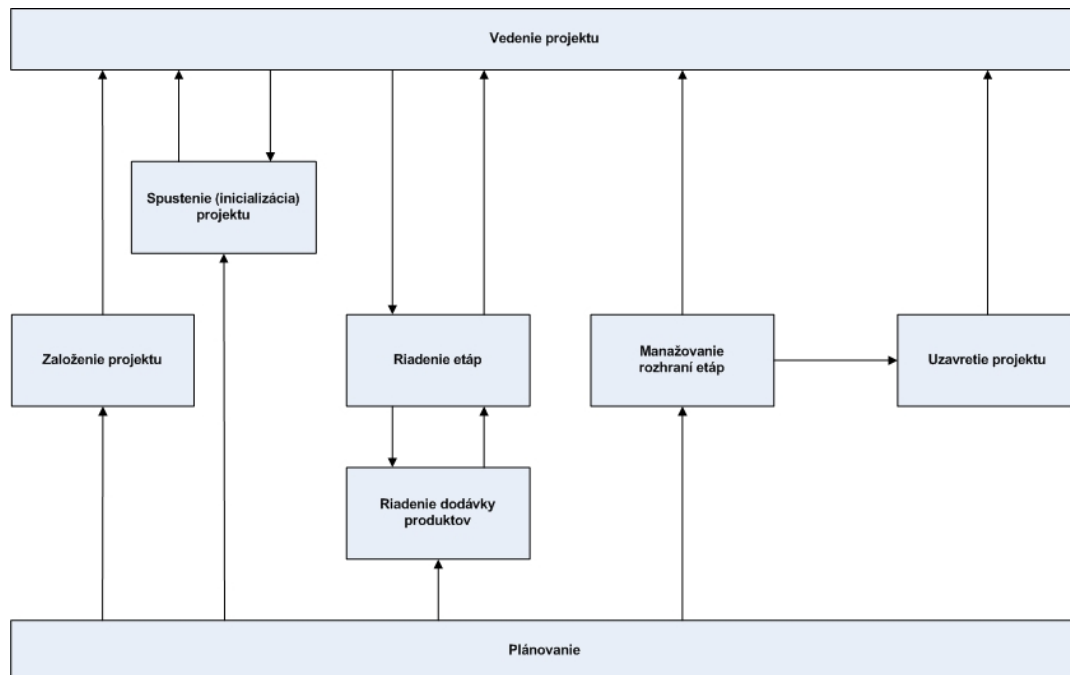 Vedenie projektu
Spustenie (inicializácia)
projektu
Založenie projektu
Riadenie etáp
Manažovanie
rozhraní etáp
Uzavretie projektu
Riadenie dodávky
produktov
Plánovanie